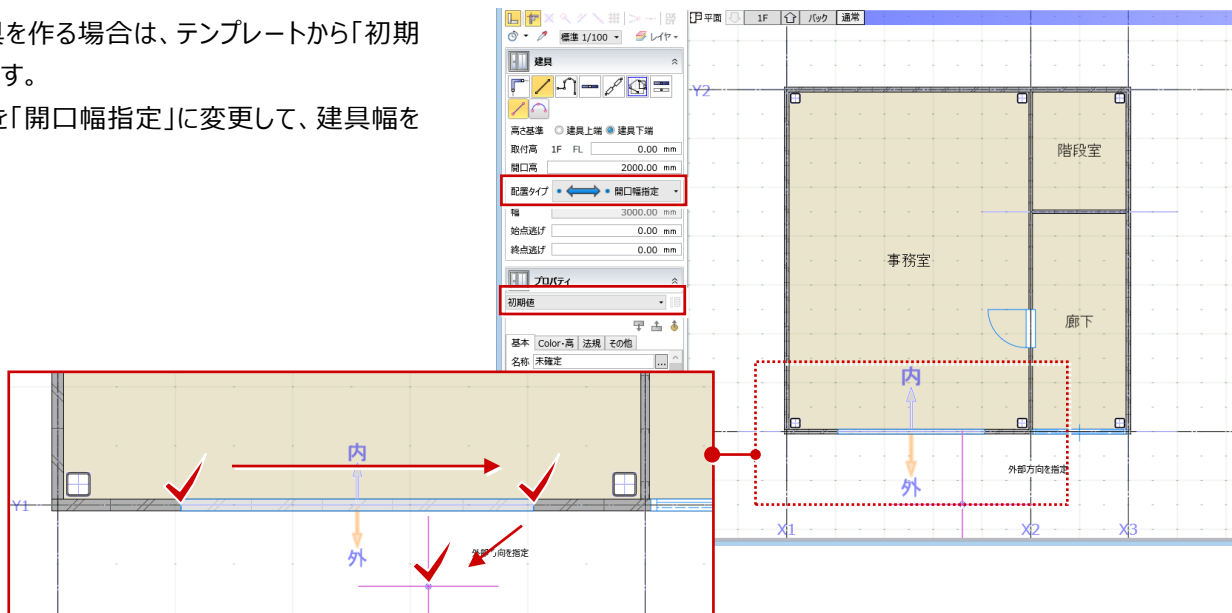 具を作る場合は、テンプレートから「初期
す。
を「開口幅指定」に変更して、建具幅を
標準 1/100
レイヤ
建具
高さ基準 建具上端 建具下端
取付高 1F FL 0.00 mm
開口高 2000.00 mm
配置タイプ 開口幅指定
幅 3000.00 mm
始点逃げ 0.00 mm
終点逃げ 0.00 mm
プロパティ
初期値
基本 Color・高 法規 その他
名称 未確定 ...
平面 1F バック 通常
Y2
階段室
事務室
廊下
内
外部方向を指定
外
X1 X2 X3
内
Y1
外部方向を指定
外